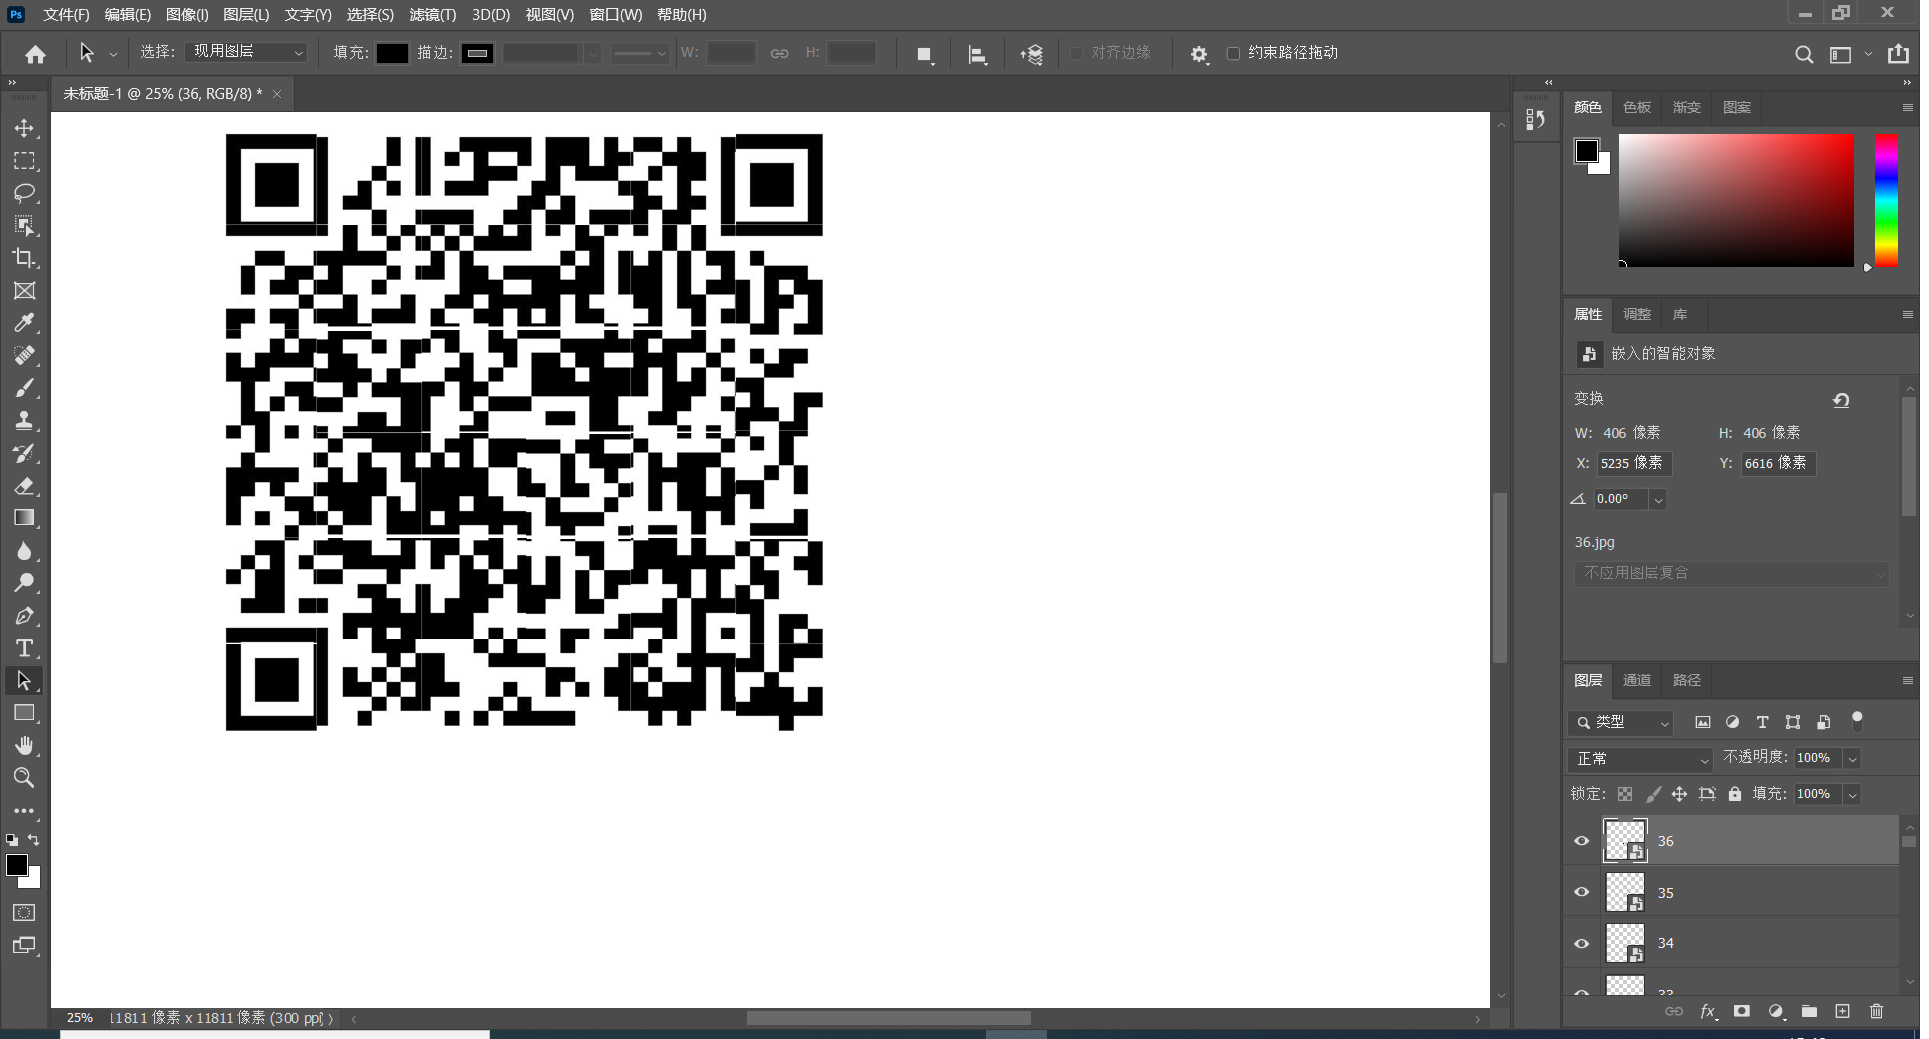 Ps 文件(F) 编辑(E) 图像(I) 图层(L) 文字(Y) 选择(S) 滤镜(T) 3D(D) 视图(V) 窗口(W) 帮助(H)
选择: 现用图层 填充: 描边: W: H: 对齐边缘 约束路径拖动
未标题-1 @ 25% (36, RGB/8) *
颜色 色板 渐变 图案
属性 调整 库
嵌入的智能对象
变换
W: 406 像素 H: 406 像素
X: 5235 像素 Y: 6616 像素
0.00°
36.jpg
不应用图层复合
图层 通道 路径
类型
正常 不透明度: 100%
锁定: 填充: 100%
36
35
34
25% 11811 像素 x 11811 像素 (300 ppi)